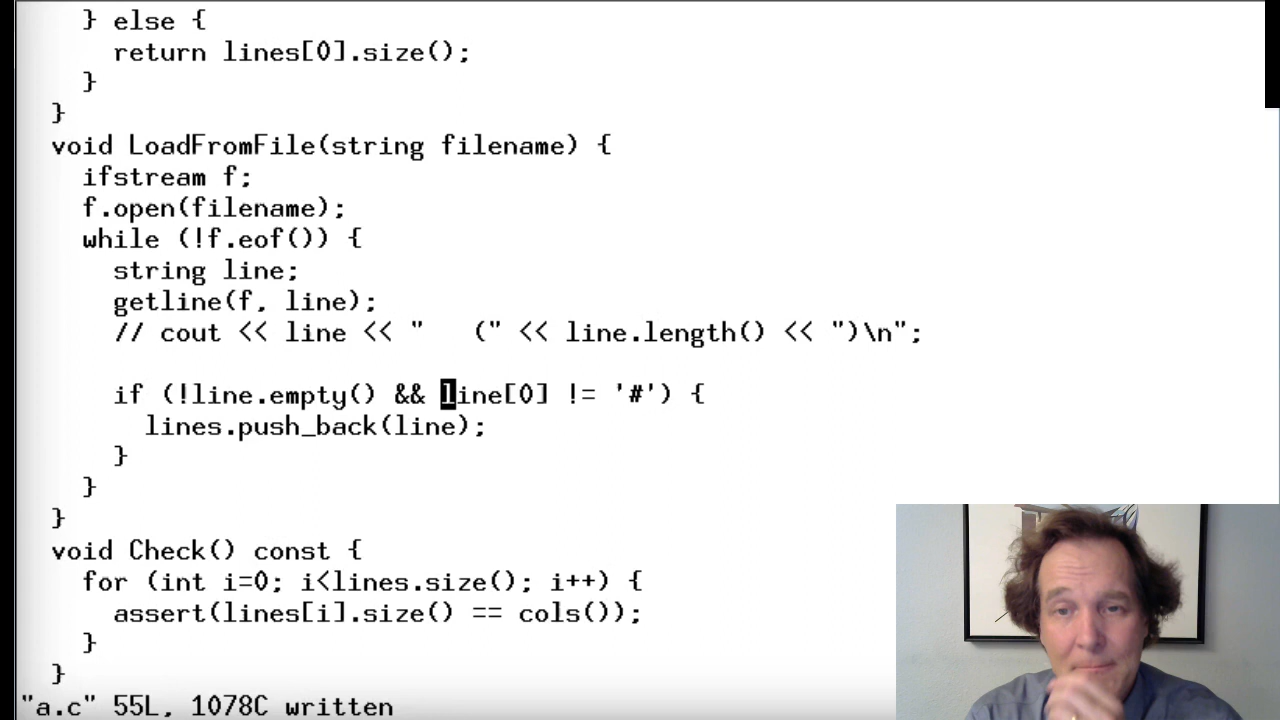 } else {
return lines[0].size();
}
}
void LoadFromFile(string filename) {
ifstream f;
f.open(filename);
while (!f.eof()) {
string line;
getline(f, line);
// cout << line << "   (" << line.length() << ")\n";
if (!line.empty() && line[0] != '#') {
lines.push_back(line);
}
}
}
void Check() const {
for (int i=0; i<lines.size(); i++) {
assert(lines[i].size() == cols());
}
}
"a.c" 55L, 1078C written